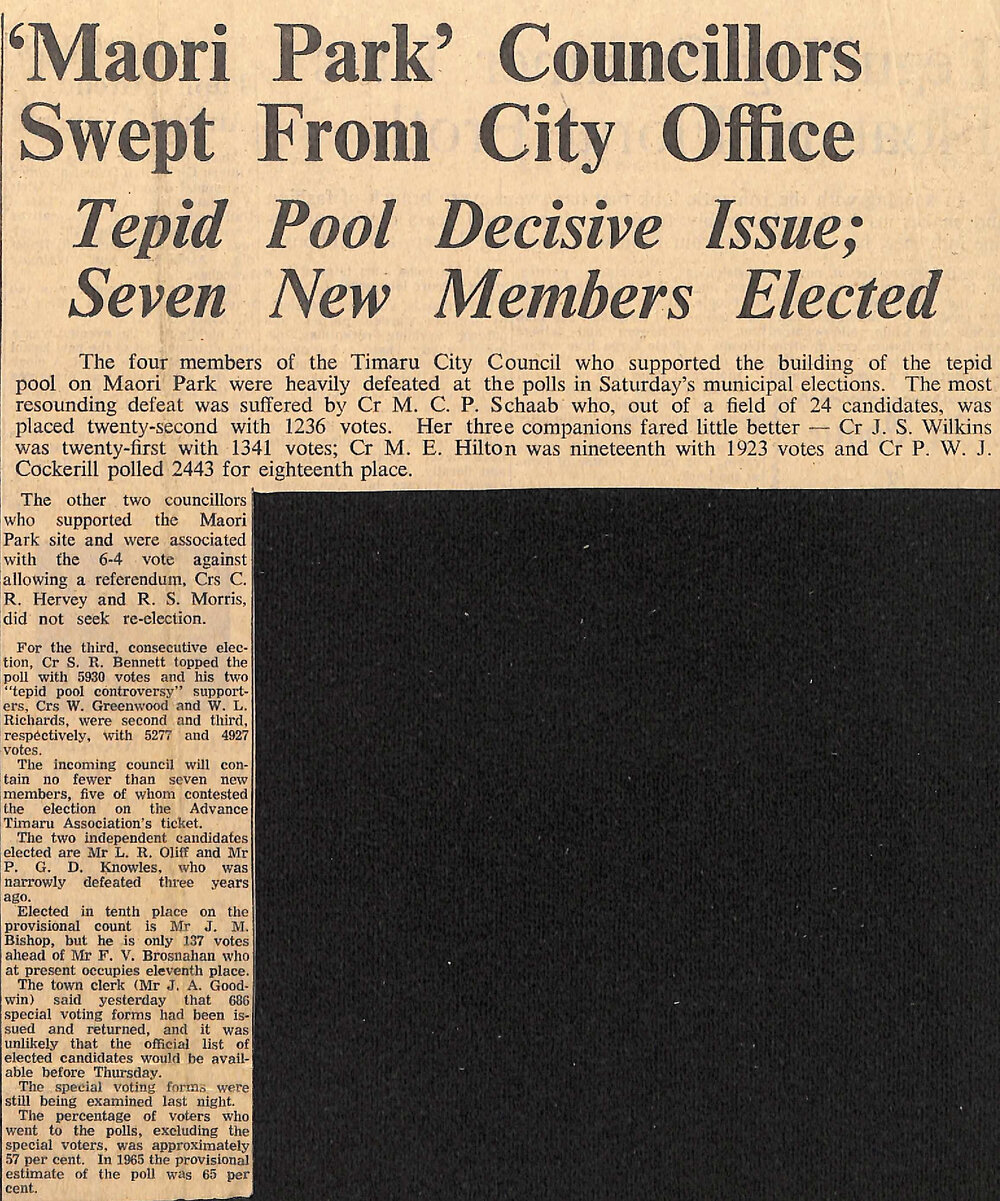 ‘Maori Park’ Councillors
Swept From City Office
Tepid Pool Decisive Issue;
Seven New Members Elected
The four members of the Timaru City Council who supported the building of the tepid
pool on Maori Park were heavily defeated at the polls in Saturday’s municipal elections. The most
resounding defeat was suffered by Cr M. C. P. Schaab who, out of a field of 24 candidates, was
placed twenty-second with 1236 votes. Her three companions fared little better — Cr J. S. Wilkins
was twenty-first with 1341 votes; Cr M. E. Hilton was nineteenth with 1923 votes and Cr P. W. J.
Cockerill polled 2443 for eighteenth place.
The other two councillors
who supported the Maori
Park site and were associated
with the 6-4 vote against
allowing a referendum, Crs C.
R. Hervey and R. S. Morris,
did not seek re-election.
For the third, consecutive elec-
tion, Cr S. R. Bennett topped the
poll with 5930 votes and his two
“tepid pool controversy” support-
ers, Crs W. Greenwood and W. L.
Richards, were second and third,
respectively, with 5277 and 4927
votes.
The incoming council will con-
tain no fewer than seven new
members, five of whom contested
the election on the Advance
Timaru Association’s ticket.
The two independent candidates
elected are Mr L. R. Oliff and Mr
P. G. D. Knowles, who was
narrowly defeated three years
ago.
Elected in tenth place on the
provisional count is Mr J. M.
Bishop, but he is only 137 votes
ahead of Mr F. V. Brosnahan who
at present occupies eleventh place.
The town clerk (Mr J. A. Good-
win) said yesterday that 686
special voting forms had been is-
sued and returned, and it was
unlikely that the official list of
elected candidates would be avail-
able before Thursday.
The special voting forms were
still being examined last night.
The percentage of voters who
went to the polls, excluding the
special voters, was approximately
57 per cent. In 1965 the provisional
estimate of the poll was 65 per
cent.